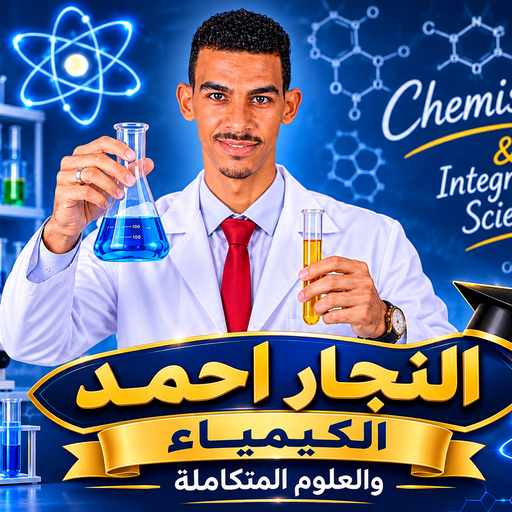 Chemis
&
Integr
Scie
النجار احمد
الكيمياء
والعلوم المتكاملة